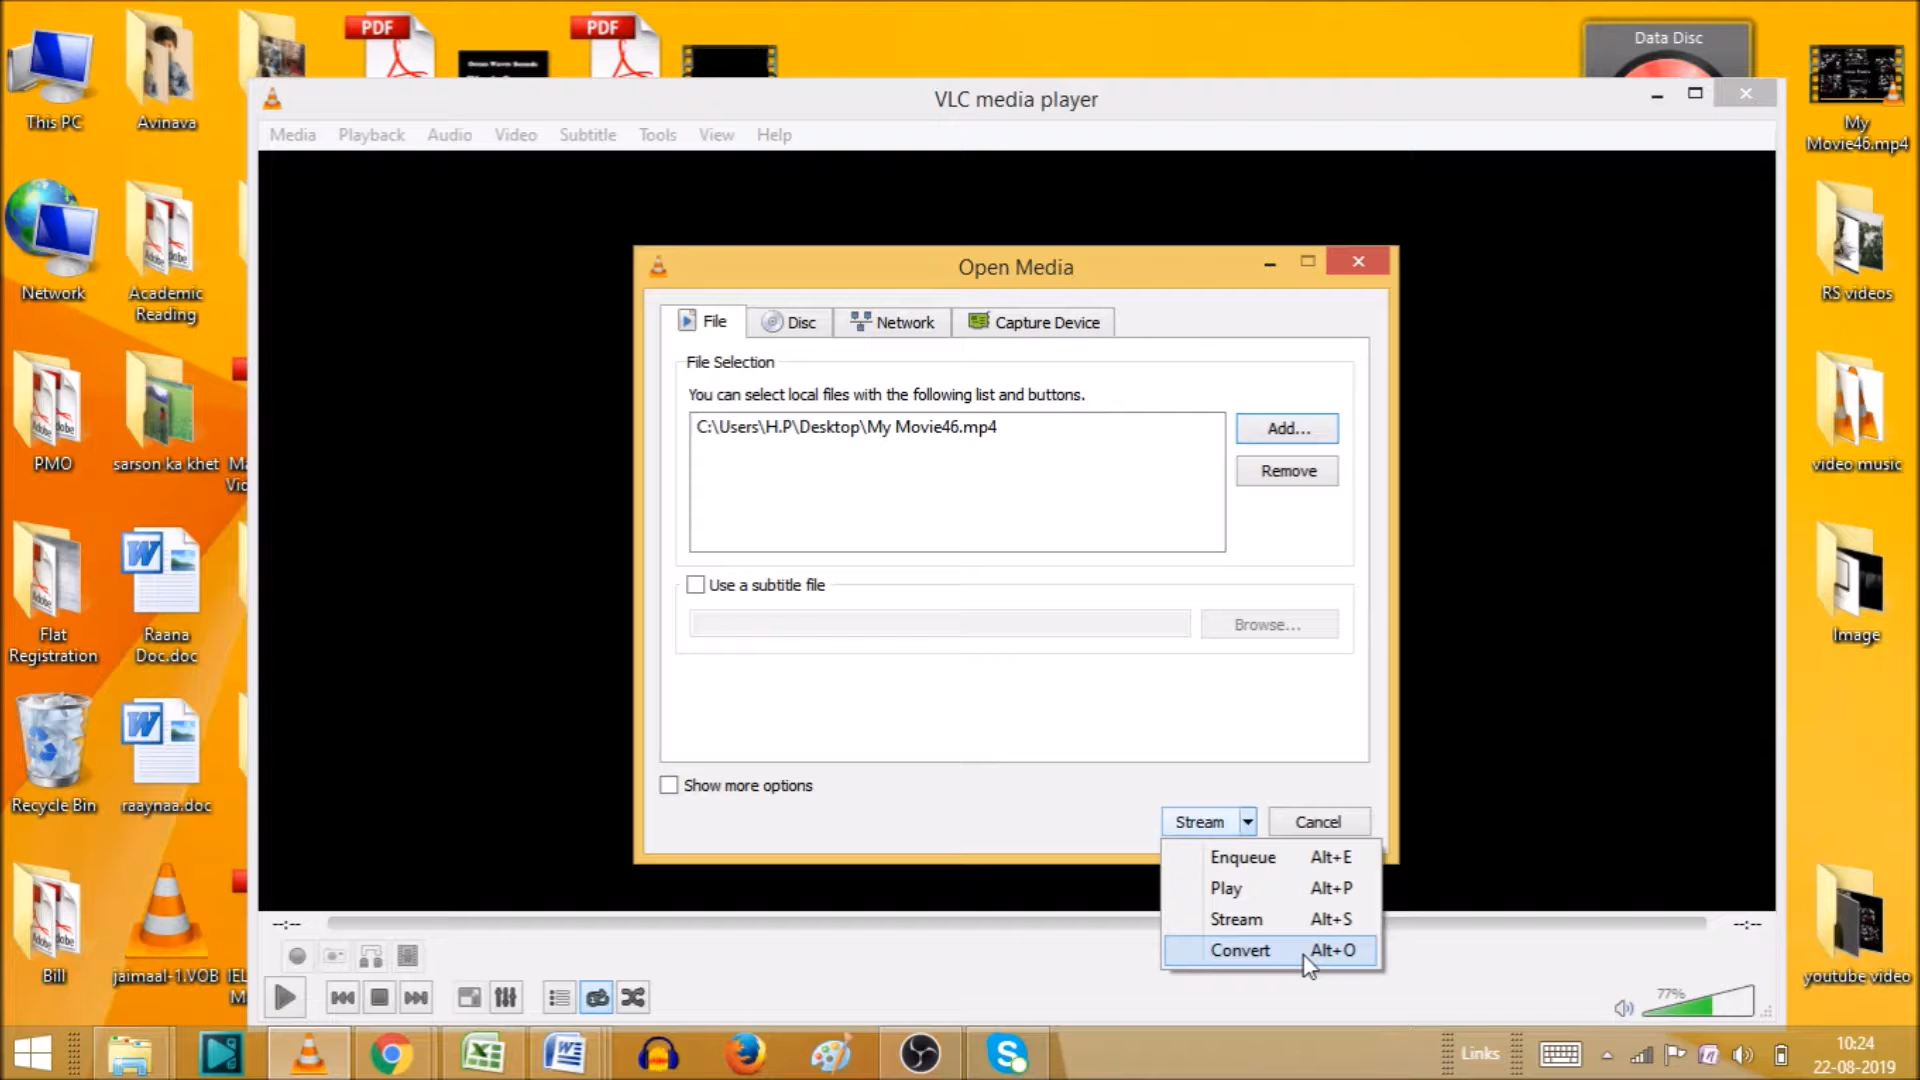 This PC
Avinava
PDF
PDF
Data Disc
My
Movie46.mp4
Network
Academic
Reading
RS videos
PMO
sarson ka khet
video music
Flat
Registration
Raana
Doc.doc
Image
Recycle Bin
raaynaa.doc
Bill
jaimaal-1.VOB
youtube video
VLC media player
Media Playback Audio Video Subtitle Tools View Help
Open Media
File Disc Network Capture Device
File Selection
You can select local files with the following list and buttons.
C:\Users\H.P\Desktop\My Movie46.mp4
Add...
Remove
Use a subtitle file
Browse...
Show more options
Stream Cancel
Enqueue Alt+E
Play Alt+P
Stream Alt+S
Convert Alt+O
--:-- --:--
77%
Links
10:24
22-08-2019